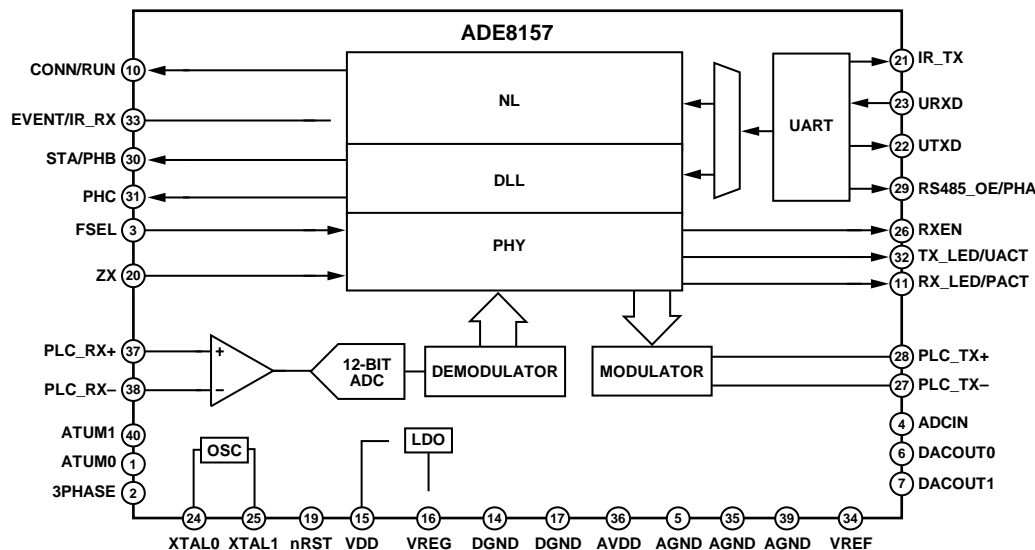 ADE8157
CONN/RUN 10
EVENT/IR_RX 33
STA/PHB 30
PHC 31
FSEL 3
ZX 20
PLC_RX+ 37
PLC_RX– 38
ATUM1 40
ATUM0 1
3PHASE 2
NL
DLL
PHY
UART
21 IR_TX
23 URXD
22 UTXD
29 RS485_OE/PHA
26 RXEN
32 TX_LED/UACT
11 RX_LED/PACT
+
–
12-BIT
ADC
DEMODULATOR
MODULATOR
28 PLC_TX+
27 PLC_TX–
4 ADCIN
6 DACOUT0
7 DACOUT1
OSC
LDO
24 25 19 15 16 14 17 36 5 35 39 34
XTAL0 XTAL1 nRST VDD VREG DGND DGND AVDD AGND AGND AGND VREF